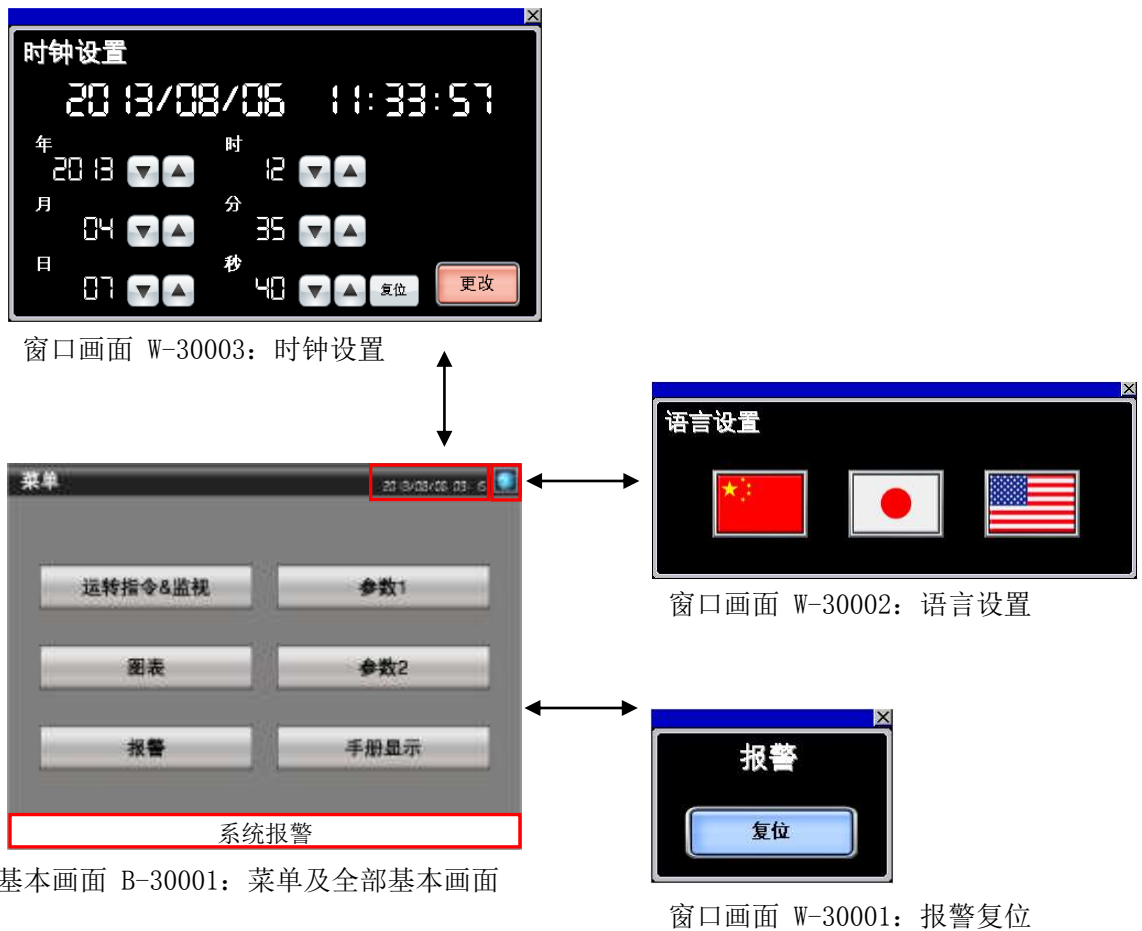 时钟设置
2013/08/06 11:33:57
年 时
2013 12
月 分
04 35
日 秒
07 40 复位 更改
窗口画面 W-30003：时钟设置
语言设置
窗口画面 W-30002：语言设置
菜单
运转指令&监视 参数1
图表 参数2
报警 手册显示
系统报警
基本画面 B-30001：菜单及全部基本画面
报警
复位
窗口画面 W-30001：报警复位